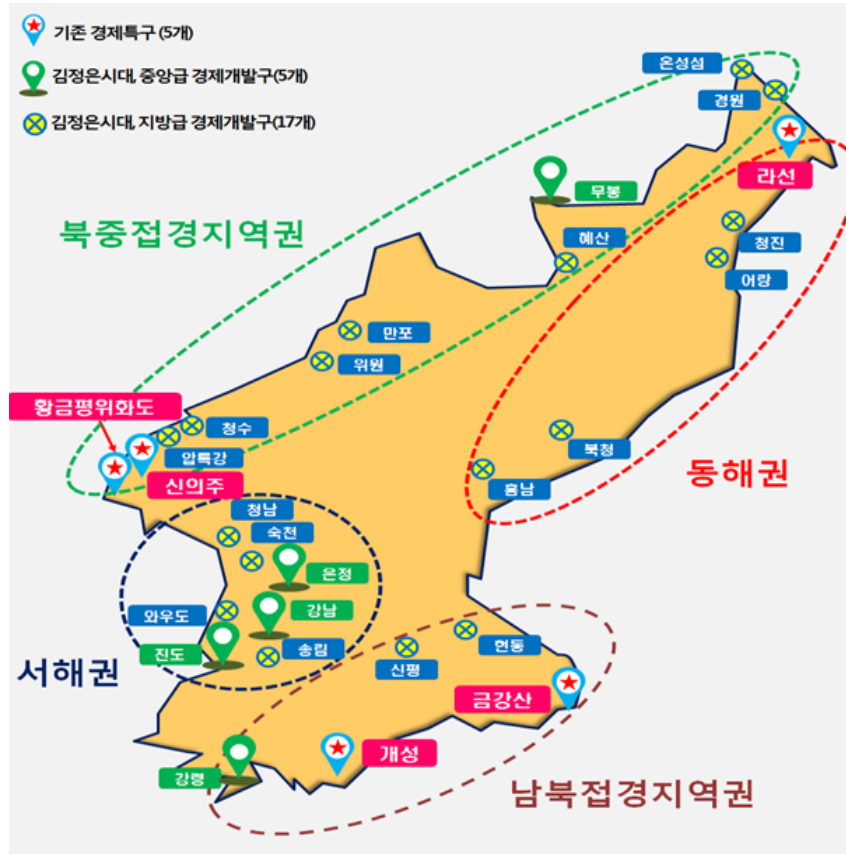 기존 경제특구 (5개)
김정은시대, 중앙급 경제개발구(5개)
김정은시대, 지방급 경제개발구(17개)
온성섬
경원
라선
무봉
북중접경지역권
혜산
청진
어랑
만포
위원
황금평위화도
청수
압록강
신의주
북청
흥남
동해권
청남
숙천
은정
와우도
강남
진도
송림
현동
신평
서해권
금강산
개성
강령
남북접경지역권